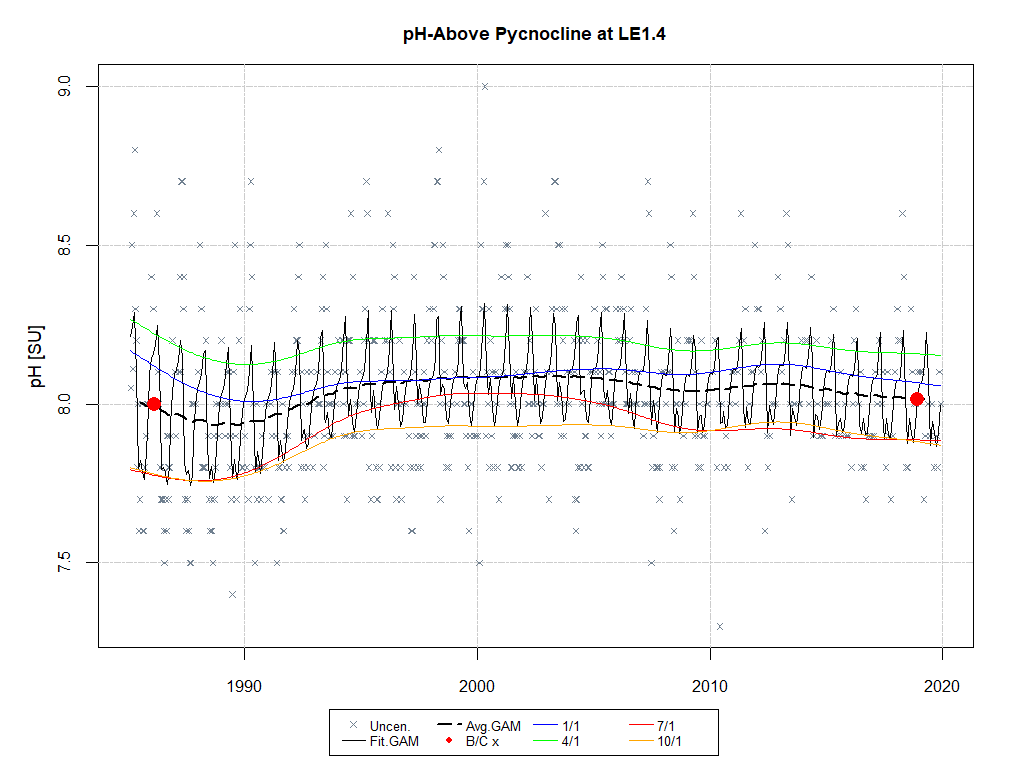 pH-Above Pycnocline at LE1.4
pH [SU]
9.0
8.5
8.0
7.5
1990 2000 2010 2020
Uncen. Avg.GAM 1/1 7/1
Fit.GAM B/C x 4/1 10/1